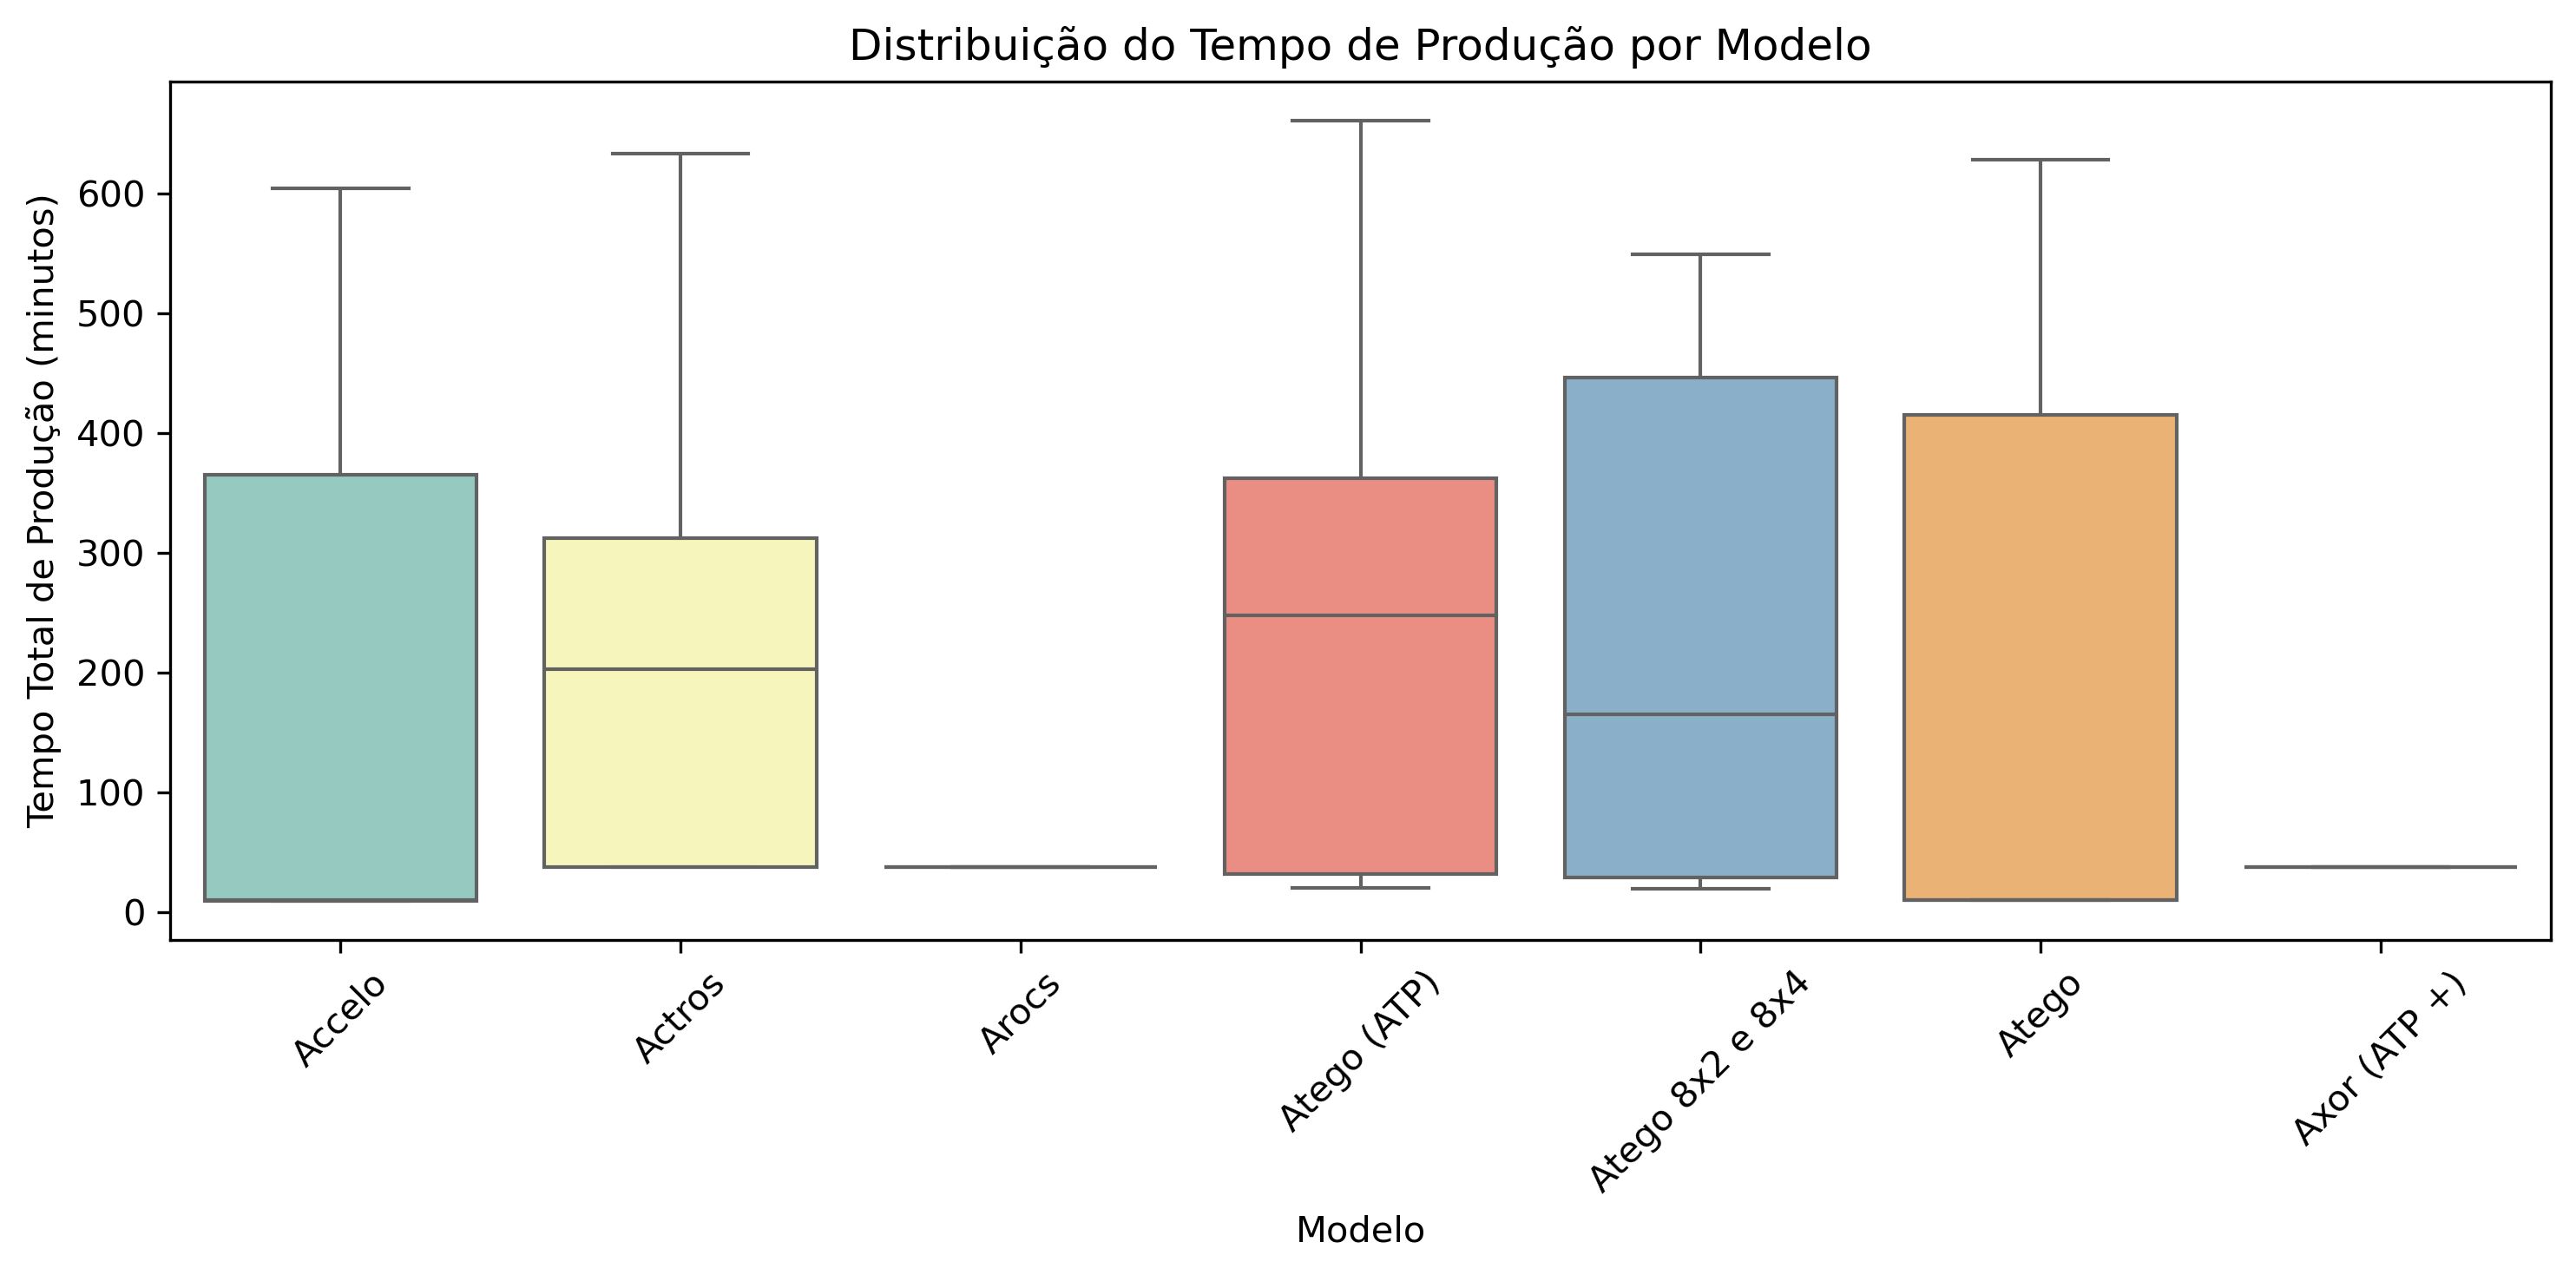 Distribuição do Tempo de Produção por Modelo
Tempo Total de Produção (minutos)
600
500
400
300
200
100
0
Accelo
Actros
Arocs
Atego (ATP)
Atego 8x2 e 8x4
Atego
Axor (ATP +)
Modelo